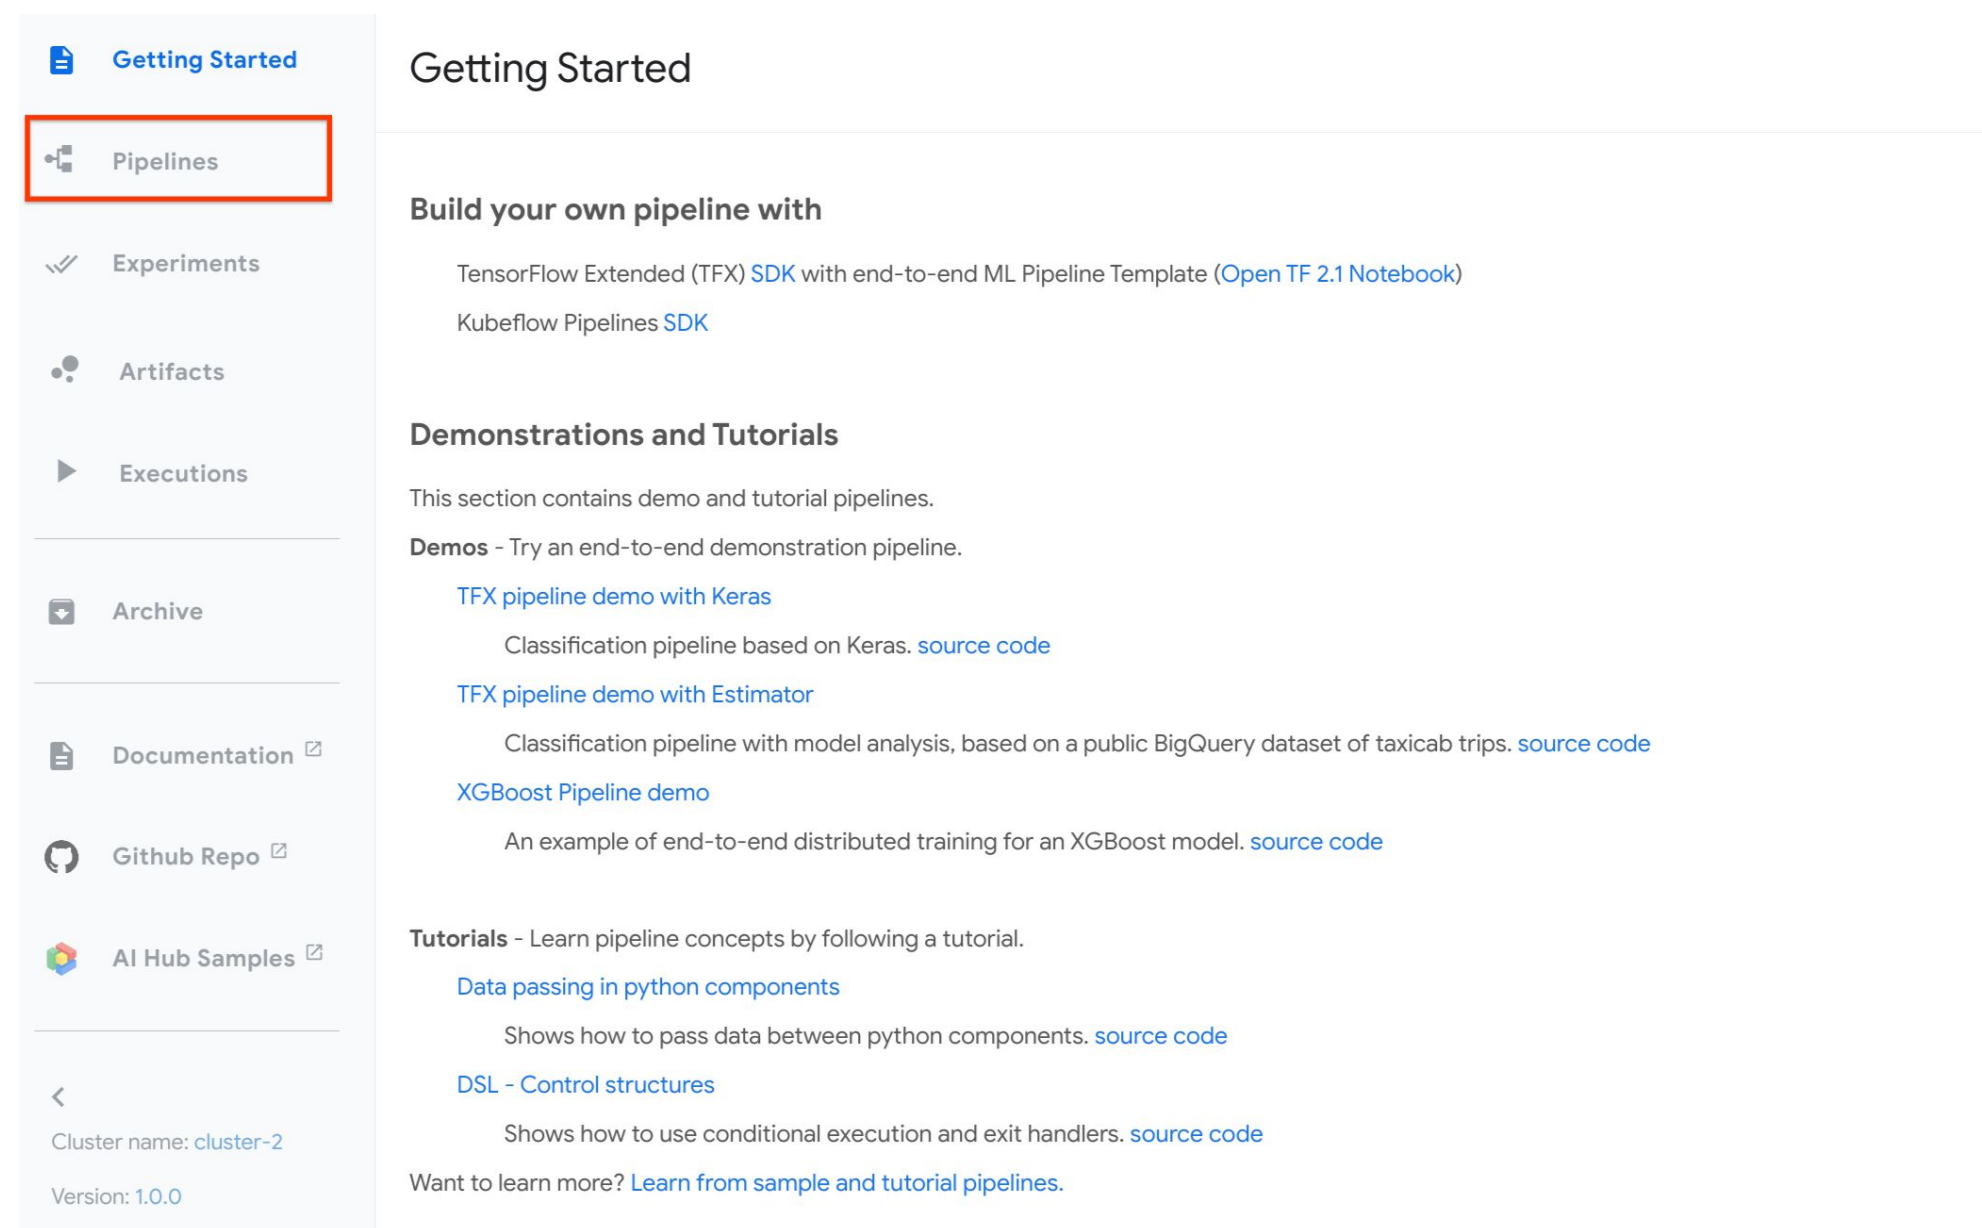 Getting Started
Pipelines
Experiments
Artifacts
Executions
Archive
Documentation
Github Repo
AI Hub Samples
Cluster name: cluster-2
Version: 1.0.0
Getting Started
Build your own pipeline with
TensorFlow Extended (TFX) SDK with end-to-end ML Pipeline Template (Open TF 2.1 Notebook)
Kubeflow Pipelines SDK
Demonstrations and Tutorials
This section contains demo and tutorial pipelines.
Demos - Try an end-to-end demonstration pipeline.
TFX pipeline demo with Keras
Classification pipeline based on Keras. source code
TFX pipeline demo with Estimator
Classification pipeline with model analysis, based on a public BigQuery dataset of taxicab trips. source code
XGBoost Pipeline demo
An example of end-to-end distributed training for an XGBoost model. source code
Tutorials - Learn pipeline concepts by following a tutorial.
Data passing in python components
Shows how to pass data between python components. source code
DSL - Control structures
Shows how to use conditional execution and exit handlers. source code
Want to learn more? Learn from sample and tutorial pipelines.